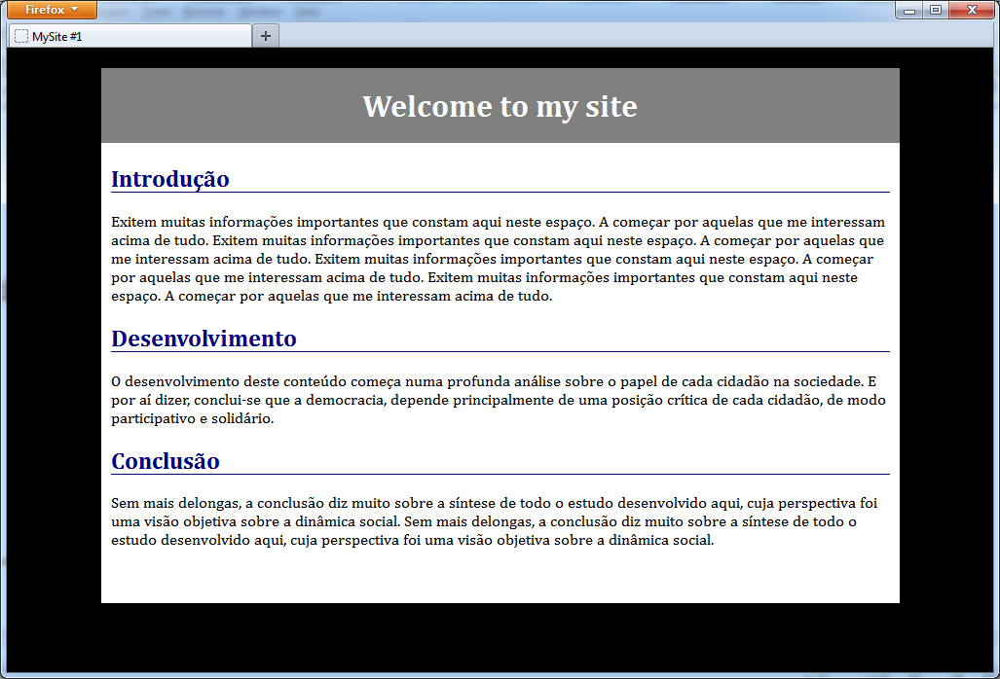 Firefox
MySite #1
Welcome to my site
Introdução
Exitem muitas informações importantes que constam aqui neste espaço. A começar por aquelas que me interessam
acima de tudo. Exitem muitas informações importantes que constam aqui neste espaço. A começar por aquelas que
me interessam acima de tudo. Exitem muitas informações importantes que constam aqui neste espaço. A começar
por aquelas que me interessam acima de tudo. Exitem muitas informações importantes que constam aqui neste
espaço. A começar por aquelas que me interessam acima de tudo.
Desenvolvimento
O desenvolvimento deste conteúdo começa numa profunda análise sobre o papel de cada cidadão na sociedade. E
por aí dizer, conclui-se que a democracia, depende principalmente de uma posição crítica de cada cidadão, de modo
participativo e solidário.
Conclusão
Sem mais delongas, a conclusão diz muito sobre a síntese de todo o estudo desenvolvido aqui, cuja perspectiva foi
uma visão objetiva sobre a dinâmica social. Sem mais delongas, a conclusão diz muito sobre a síntese de todo o
estudo desenvolvido aqui, cuja perspectiva foi uma visão objetiva sobre a dinâmica social.